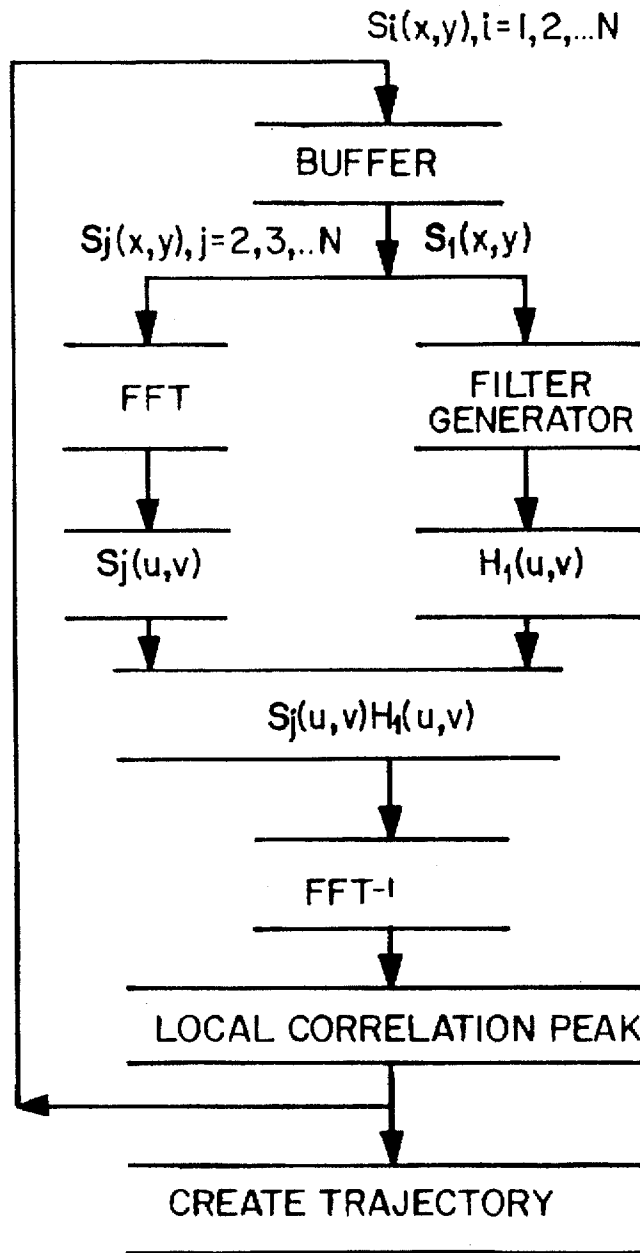 Si(x,y),i=1,2,...N
BUFFER
Sj(x,y),j=2,3,..N
S1(x,y)
FFT
FILTER
GENERATOR
Sj(u,v)
H1(u,v)
Sj(u,v)H1(u,v)
FFT-1
LOCAL CORRELATION PEAK
CREATE TRAJECTORY